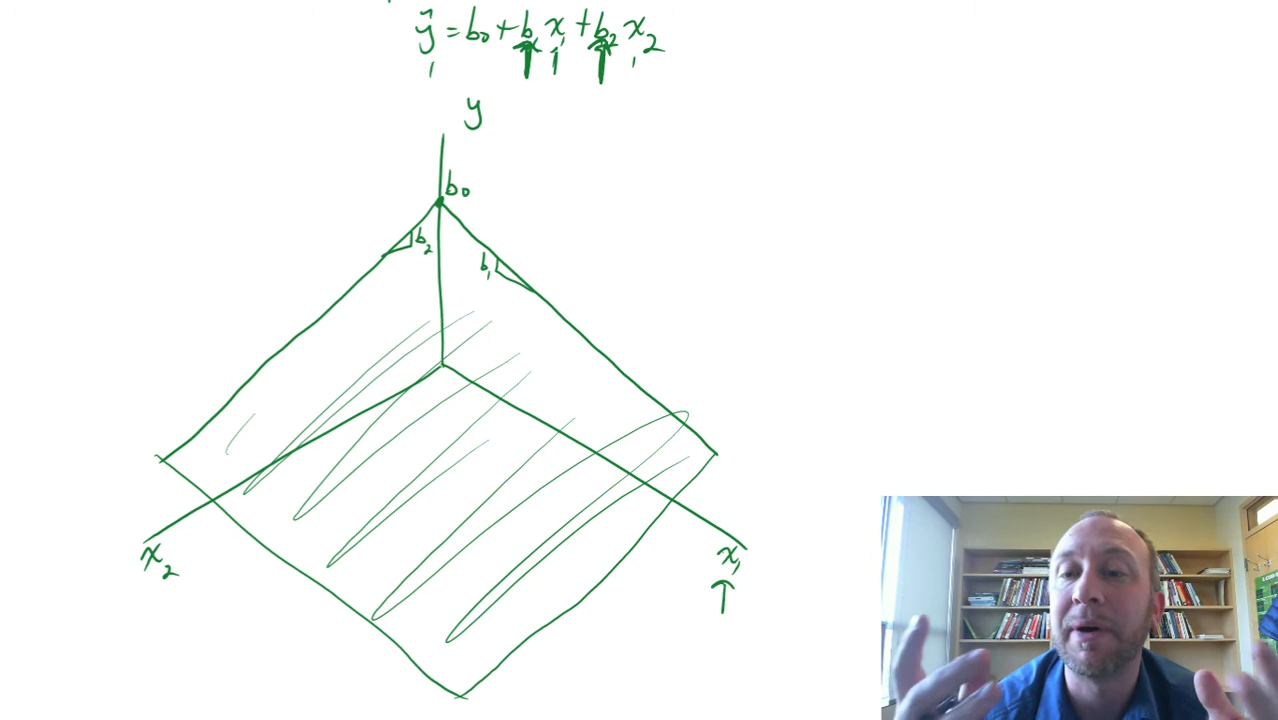 ŷ = b₀ + b₁x₁ + b₂x₂
y
b₀
b₂
b₁
x₂
x₁